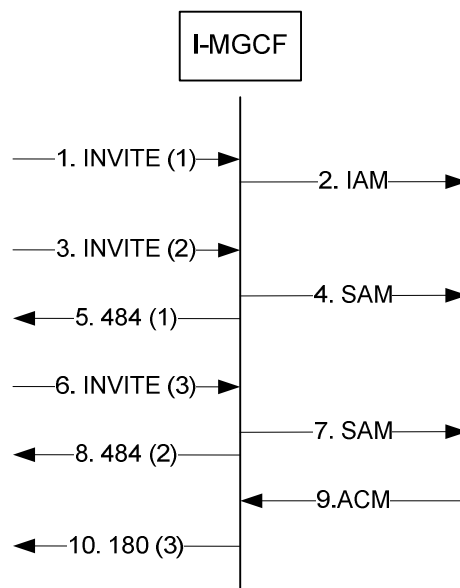 I-MGCF
1. INVITE (1)
2. IAM
3. INVITE (2)
4. SAM
5. 484 (1)
6. INVITE (3)
7. SAM
8. 484 (2)
9.ACM
10. 180 (3)